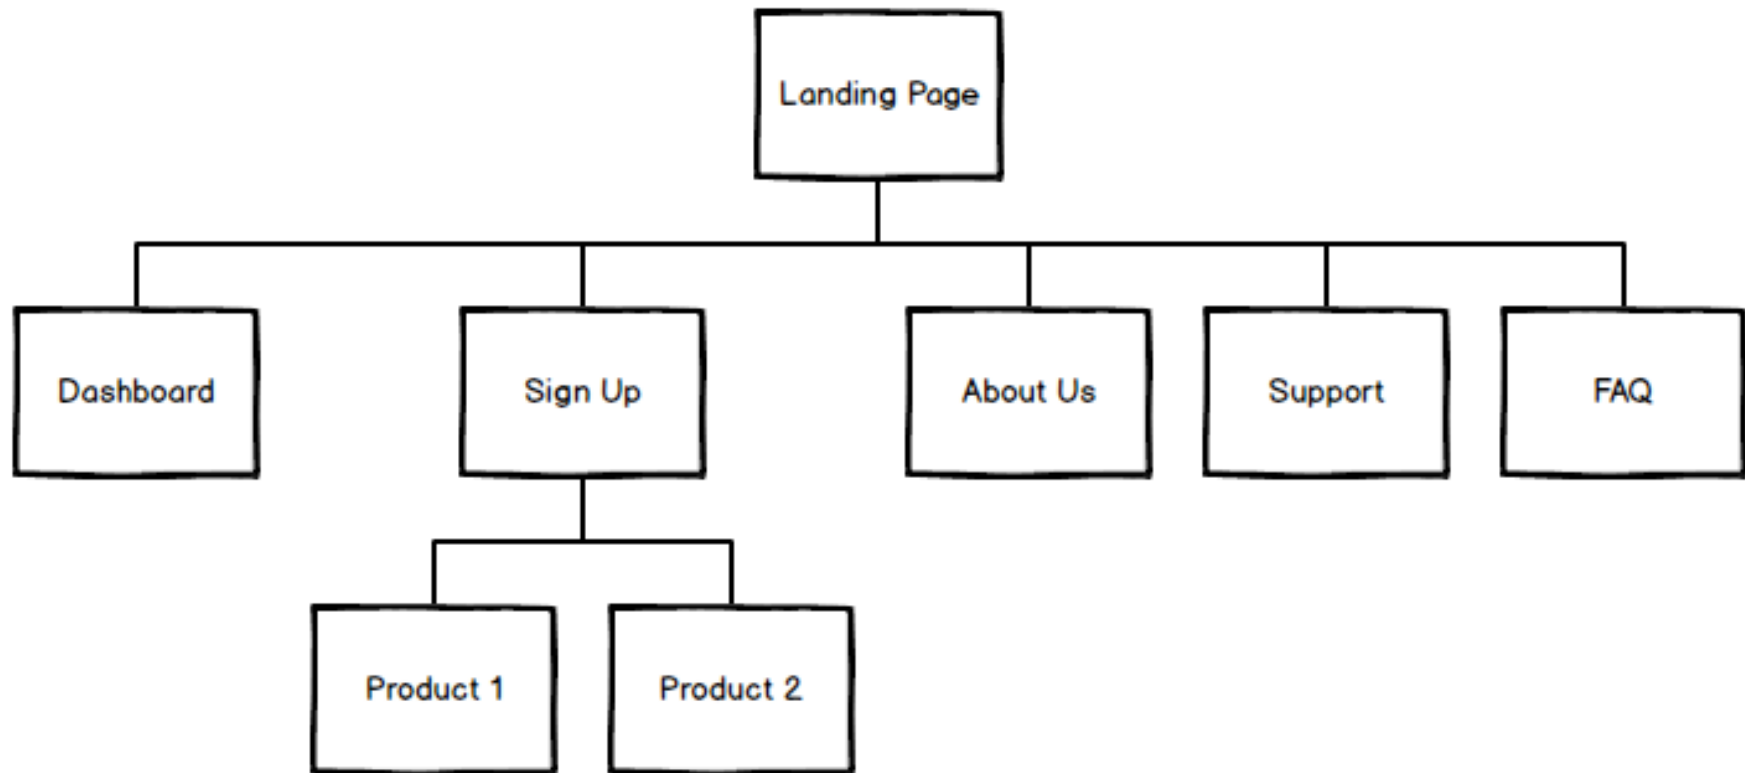 Landing Page
Dashboard
Sign Up
About Us
Support
FAQ
Product 1
Product 2